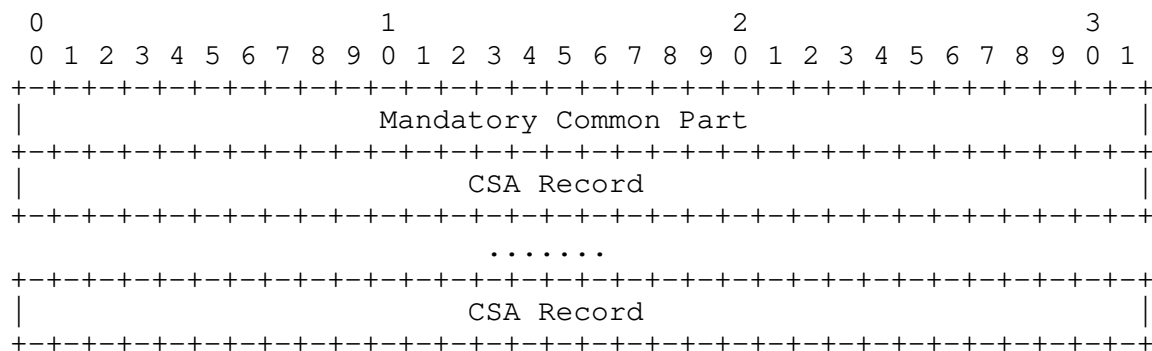 0                   1                   2                   3
 0 1 2 3 4 5 6 7 8 9 0 1 2 3 4 5 6 7 8 9 0 1 2 3 4 5 6 7 8 9 0 1
+-+-+-+-+-+-+-+-+-+-+-+-+-+-+-+-+-+-+-+-+-+-+-+-+-+-+-+-+-+-+-+-+
|                    Mandatory Common Part                      |
+-+-+-+-+-+-+-+-+-+-+-+-+-+-+-+-+-+-+-+-+-+-+-+-+-+-+-+-+-+-+-+-+
|                         CSA Record                            |
+-+-+-+-+-+-+-+-+-+-+-+-+-+-+-+-+-+-+-+-+-+-+-+-+-+-+-+-+-+-+-+-+
                           .......
+-+-+-+-+-+-+-+-+-+-+-+-+-+-+-+-+-+-+-+-+-+-+-+-+-+-+-+-+-+-+-+-+
|                         CSA Record                            |
+-+-+-+-+-+-+-+-+-+-+-+-+-+-+-+-+-+-+-+-+-+-+-+-+-+-+-+-+-+-+-+-+